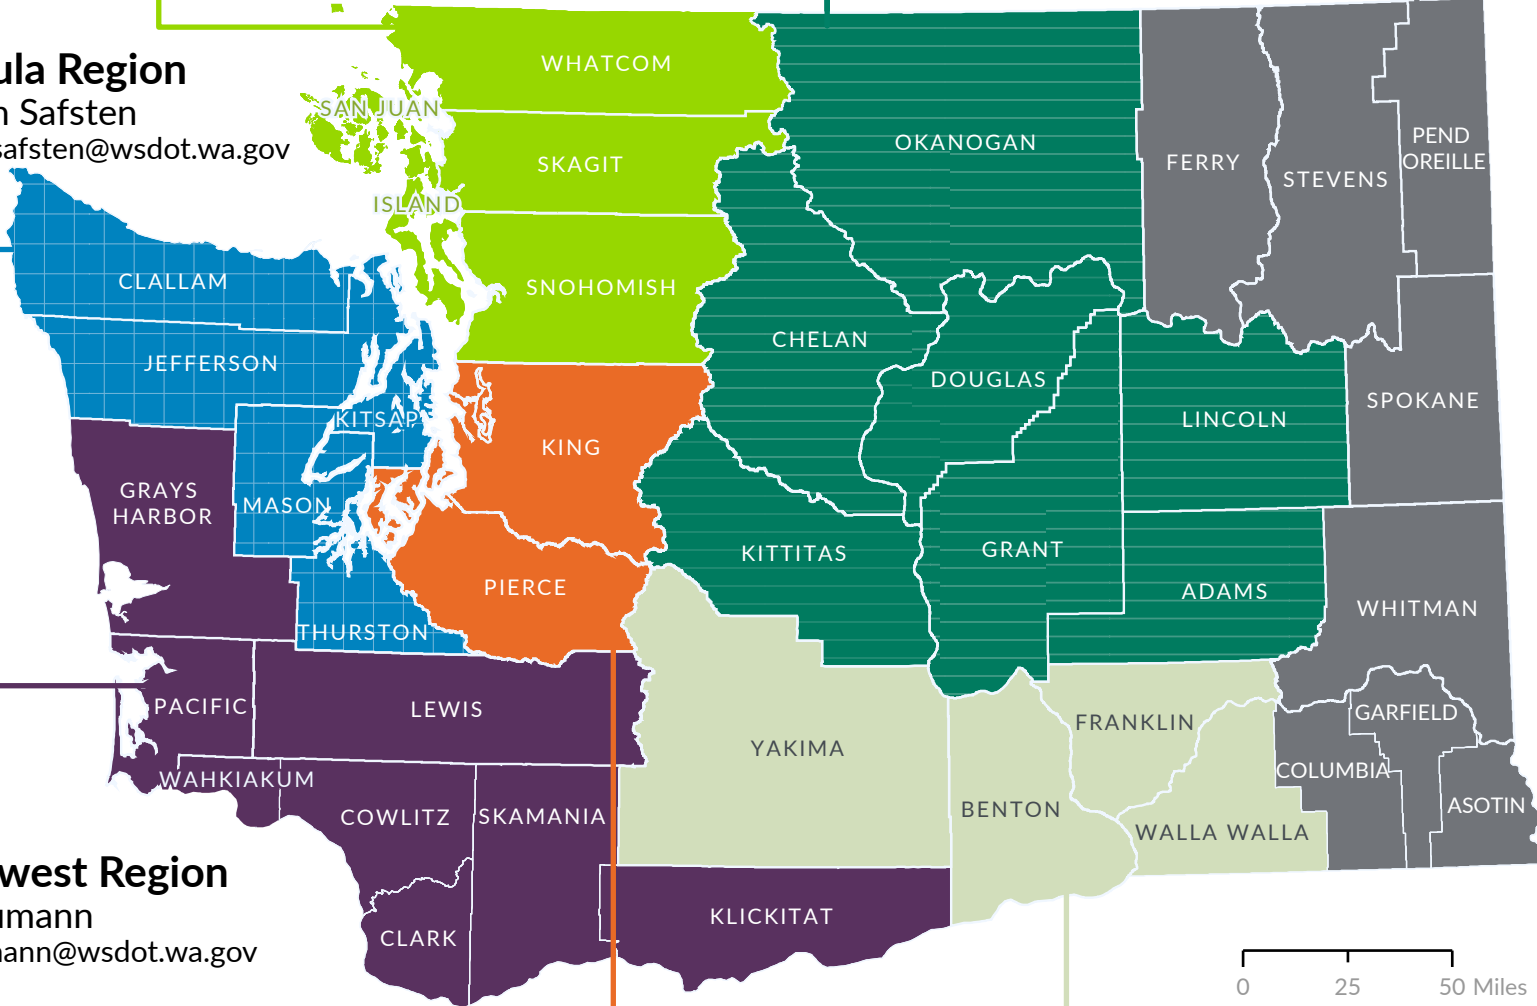 ula Region
n Safsten
safsten@wsdot.wa.gov
WHATCOM
SAN JUAN
SKAGIT
ISLAND
SNOHOMISH
CLALLAM
JEFFERSON
KITSAP
MASON
GRAYS
HARBOR
THURSTON
KING
PIERCE
OKANOGAN
CHELAN
DOUGLAS
KITTITAS
GRANT
LINCOLN
ADAMS
FERRY
STEVENS
PEND
OREILLE
SPOKANE
WHITMAN
GARFIELD
COLUMBIA
ASOTIN
PACIFIC
LEWIS
WAHKIAKUM
COWLITZ
SKAMANIA
CLARK
KLICKITAT
YAKIMA
BENTON
FRANKLIN
WALLA WALLA
west Region
umann
nann@wsdot.wa.gov
0 25 50 Miles